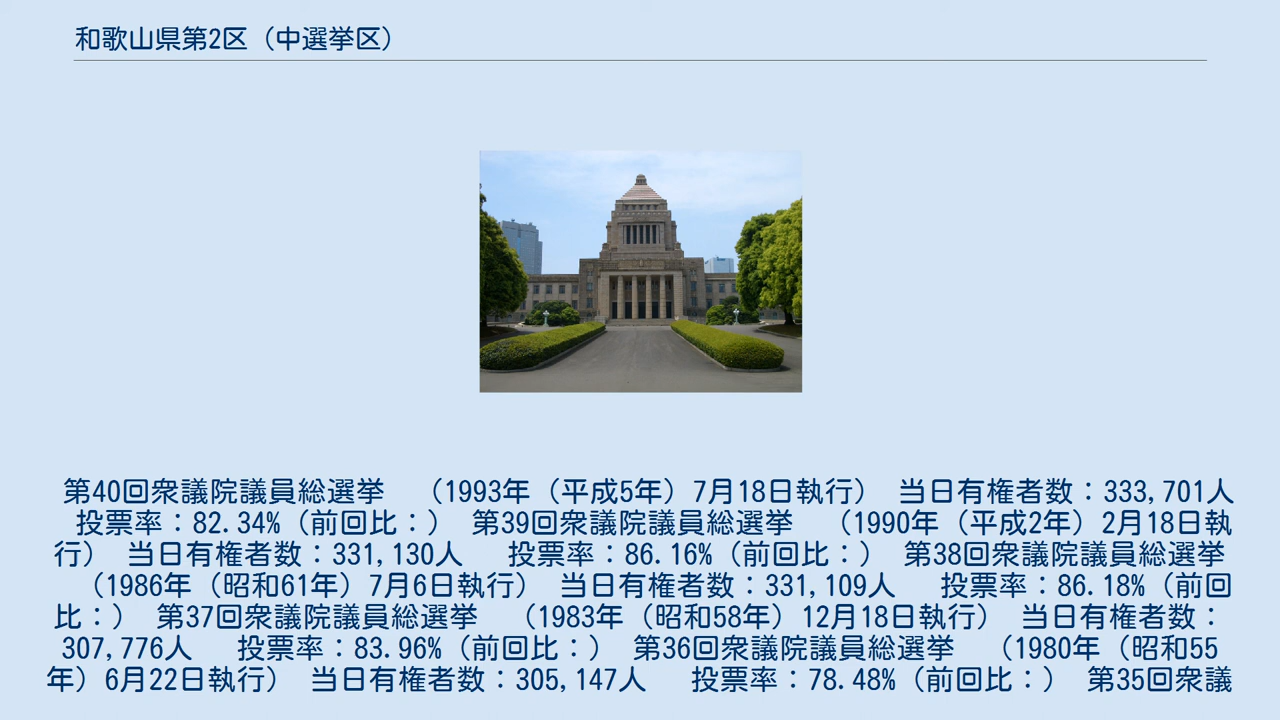 和歌山県第2区（中選挙区）
第40回衆議院議員総選挙　（1993年（平成5年）7月18日執行）　当日有権者数：333,701人
投票率：82.34%（前回比：）　第39回衆議院議員総選挙　（1990年（平成2年）2月18日執
行）　当日有権者数：331,130人　 投票率：86.16%（前回比：）　第38回衆議院議員総選挙
（1986年（昭和61年）7月6日執行）　当日有権者数：331,109人　 投票率：86.18%（前回
比：）　第37回衆議院議員総選挙　（1983年（昭和58年）12月18日執行）　当日有権者数：
307,776人　 投票率：83.96%（前回比：）　第36回衆議院議員総選挙　（1980年（昭和55
年）6月22日執行）　当日有権者数：305,147人　 投票率：78.48%（前回比：）　第35回衆議